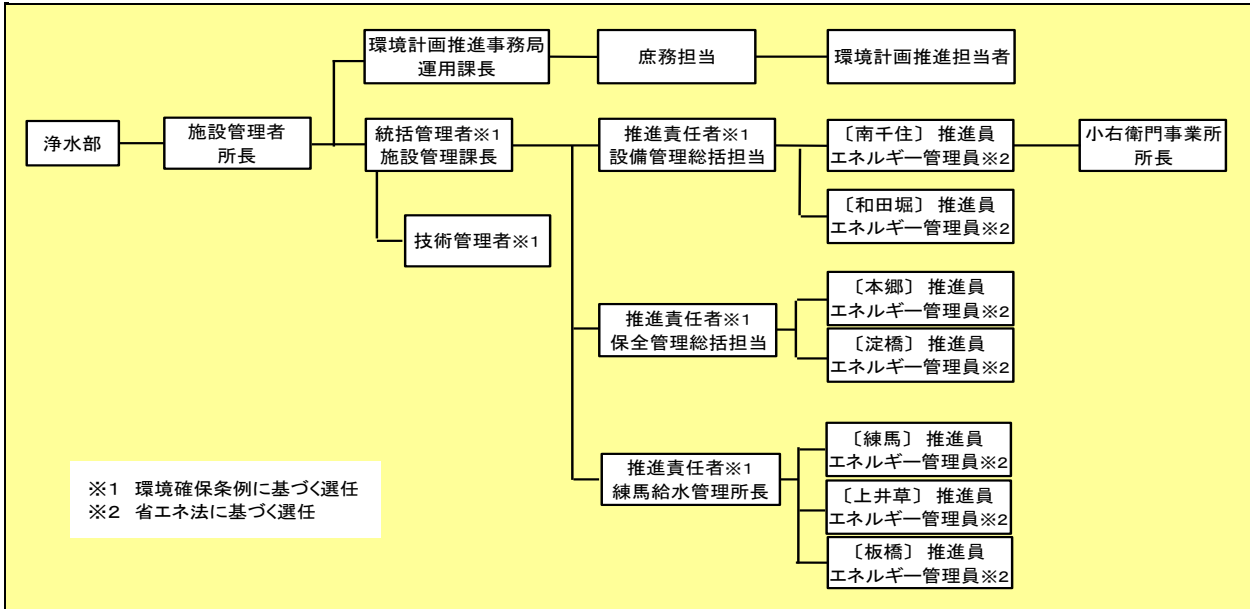 環境計画推進事務局
運用課長
庶務担当
環境計画推進担当者
浄水部
施設管理者
所長
統括管理者※1
施設管理課長
推進責任者※1
設備管理総括担当
〔南千住〕 推進員
エネルギー管理員※2
小右衛門事業所
所長
〔和田堀〕 推進員
エネルギー管理員※2
技術管理者※1
推進責任者※1
保全管理総括担当
〔本郷〕 推進員
エネルギー管理員※2
〔淀橋〕 推進員
エネルギー管理員※2
推進責任者※1
練馬給水管理所長
〔練馬〕 推進員
エネルギー管理員※2
〔上井草〕 推進員
エネルギー管理員※2
〔板橋〕 推進員
エネルギー管理員※2
※1 環境確保条例に基づく選任
※2 省エネ法に基づく選任